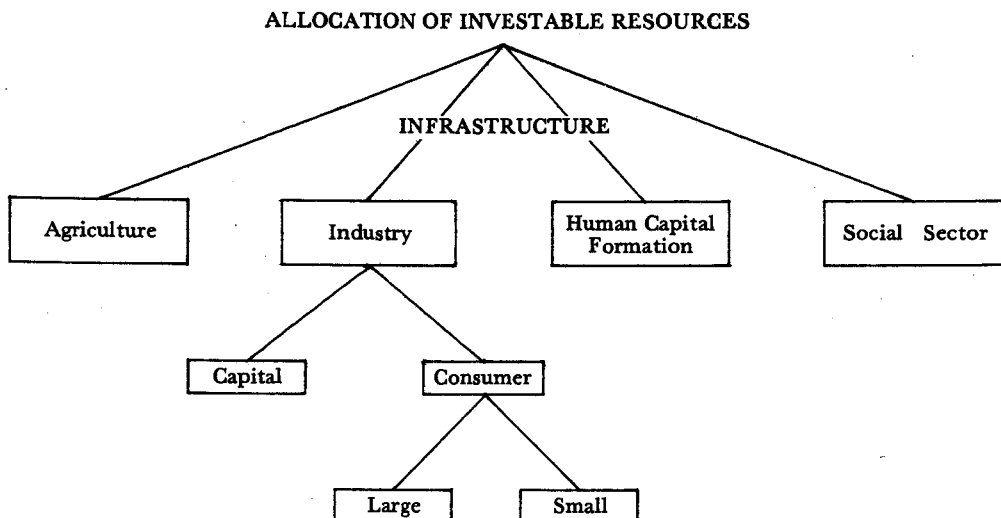 ALLOCATION OF INVESTABLE RESOURCES
INFRASTRUCTURE
Agriculture
Industry
Human Capital
Formation
Social Sector
Capital
Consumer
Large
Small